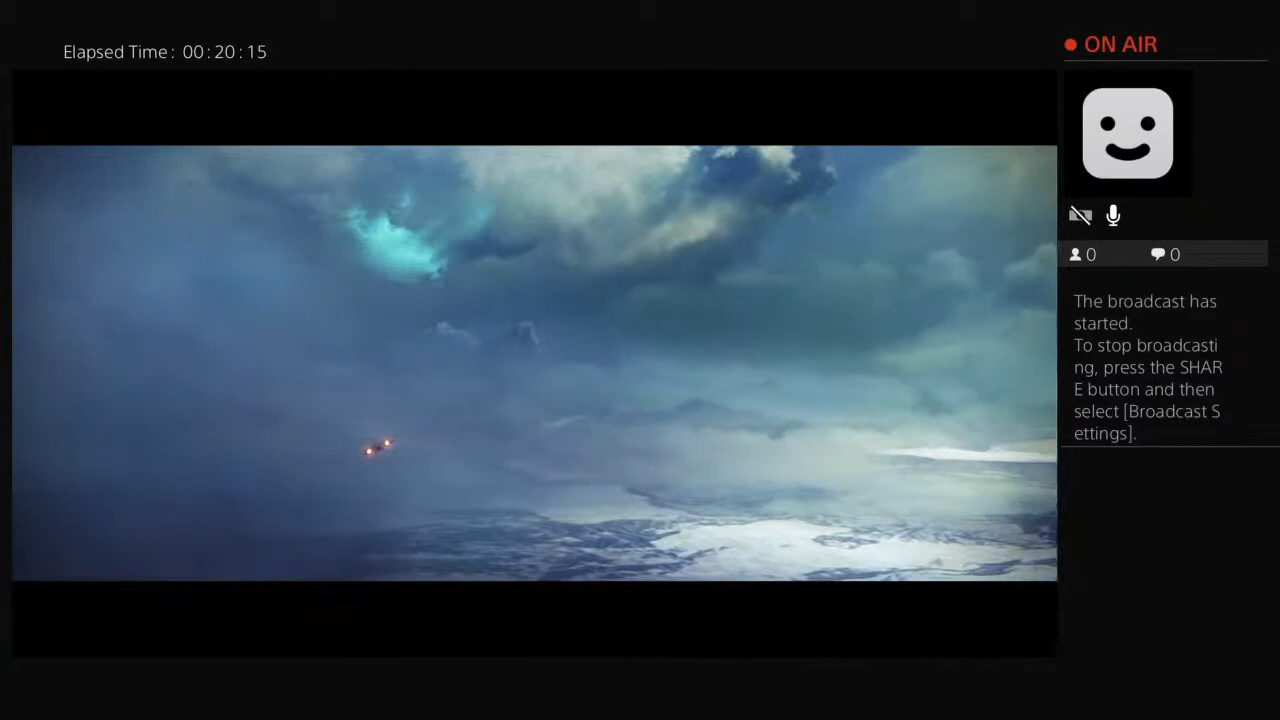 Elapsed Time: 00:20:15
ON AIR
0 0
The broadcast has
started.
To stop broadcasti
ng, press the SHAR
E button and then
select [Broadcast S
ettings].